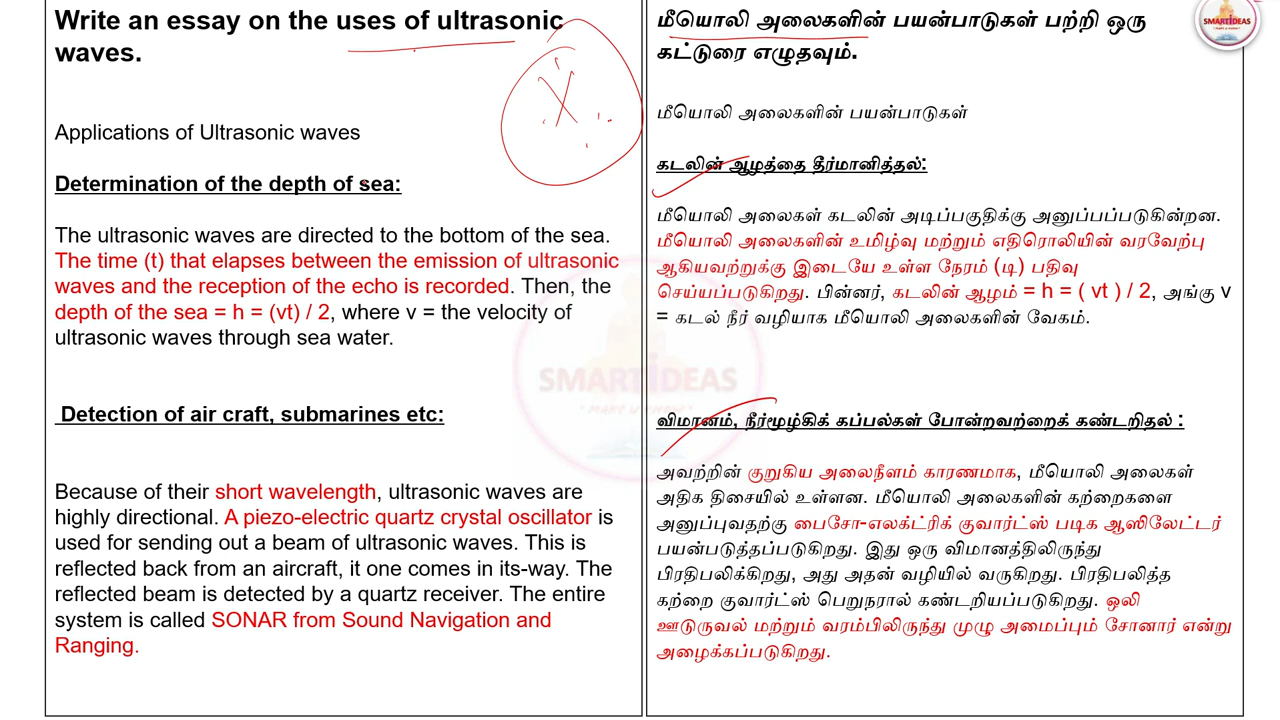 Write an essay on the uses of ultrasonic
waves.
Applications of Ultrasonic waves
Determination of the depth of sea:
The ultrasonic waves are directed to the bottom of the sea.
The time (t) that elapses between the emission of ultrasonic
waves and the reception of the echo is recorded. Then, the
depth of the sea = h = (vt) / 2, where v = the velocity of
ultrasonic waves through sea water.
Detection of air craft, submarines etc:
Because of their short wavelength, ultrasonic waves are
highly directional. A piezo-electric quartz crystal oscillator is
used for sending out a beam of ultrasonic waves. This is
reflected back from an aircraft, it one comes in its-way. The
reflected beam is detected by a quartz receiver. The entire
system is called SONAR from Sound Navigation and
Ranging.
மீயொலி அலைகளின் பயன்பாடுகள் பற்றி ஒரு
கட்டுரை எழுதவும்.
மீயொலி அலைகளின் பயன்பாடுகள்
கடலின் ஆழத்தை தீர்மானித்தல்:
மீயொலி அலைகள் கடலின் அடிப்பகுதிக்கு அனுப்பப்படுகின்றன.
மீயொலி அலைகளின் உமிழ்வு மற்றும் எதிரொலியின் வரவேற்பு
ஆகியவற்றுக்கு இடையே உள்ள நேரம் (டி) பதிவு
செய்யப்படுகிறது. பின்னர், கடலின் ஆழம் = h = ( vt ) / 2, அங்கு v
= கடல் நீர் வழியாக மீயொலி அலைகளின் வேகம்.
விமானம், நீர்மூழ்கிக் கப்பல்கள் போன்றவற்றைக் கண்டறிதல் :
அவற்றின் குறுகிய அலைநீளம் காரணமாக, மீயொலி அலைகள்
அதிக திசையில் உள்ளன. மீயொலி அலைகளின் கற்றைகளை
அனுப்புவதற்கு பைசோ-எலக்ட்ரிக் குவார்ட்ஸ் படிக ஆஸிலேட்டர்
பயன்படுத்தப்படுகிறது. இது ஒரு விமானத்திலிருந்து
பிரதிபலிக்கிறது, அது அதன் வழியில் வருகிறது. பிரதிபலித்த
கற்றை குவார்ட்ஸ் பெறுநரால் கண்டறியப்படுகிறது. ஒலி
ஊடுருவல் மற்றும் வரம்பிலிருந்து முழு அமைப்பும் சோனார் என்று
அழைக்கப்படுகிறது.
SMARTIDEAS
SMARTIDEAS